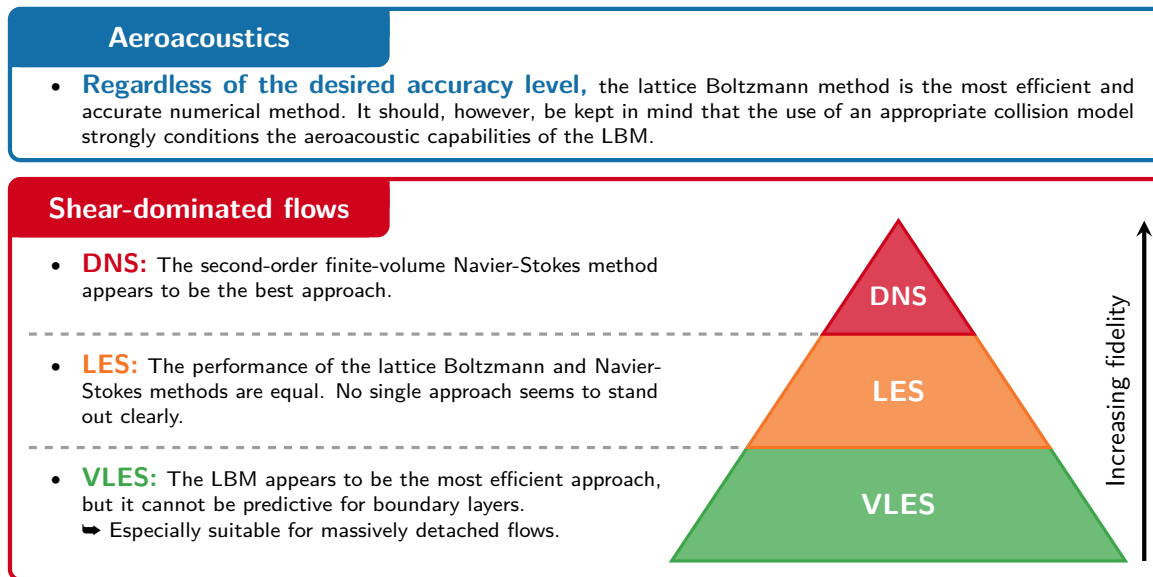 Aeroacoustics
• Regardless of the desired accuracy level, the lattice Boltzmann method is the most efficient and
accurate numerical method. It should, however, be kept in mind that the use of an appropriate collision model
strongly conditions the aeroacoustic capabilities of the LBM.
Shear-dominated flows
• DNS: The second-order finite-volume Navier-Stokes method
appears to be the best approach.
• LES: The performance of the lattice Boltzmann and Navier-
Stokes methods are equal. No single approach seems to stand
out clearly.
• VLES: The LBM appears to be the most efficient approach,
but it cannot be predictive for boundary layers.
➥ Especially suitable for massively detached flows.
DNS
LES
VLES
Increasing fidelity